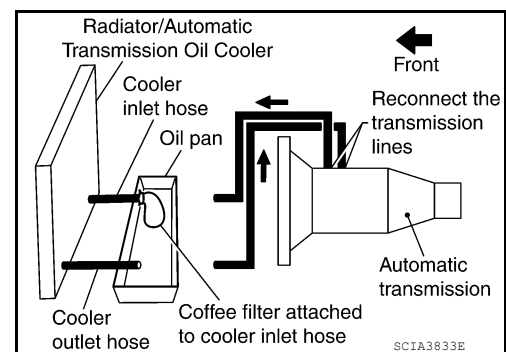 Radiator/Automatic
Transmission Oil Cooler
Front
Cooler
inlet hose
Reconnect the
transmission
lines
Oil pan
Automatic
transmission
Coffee filter attached
to cooler inlet hose
Cooler
outlet hose
SCIA3833E